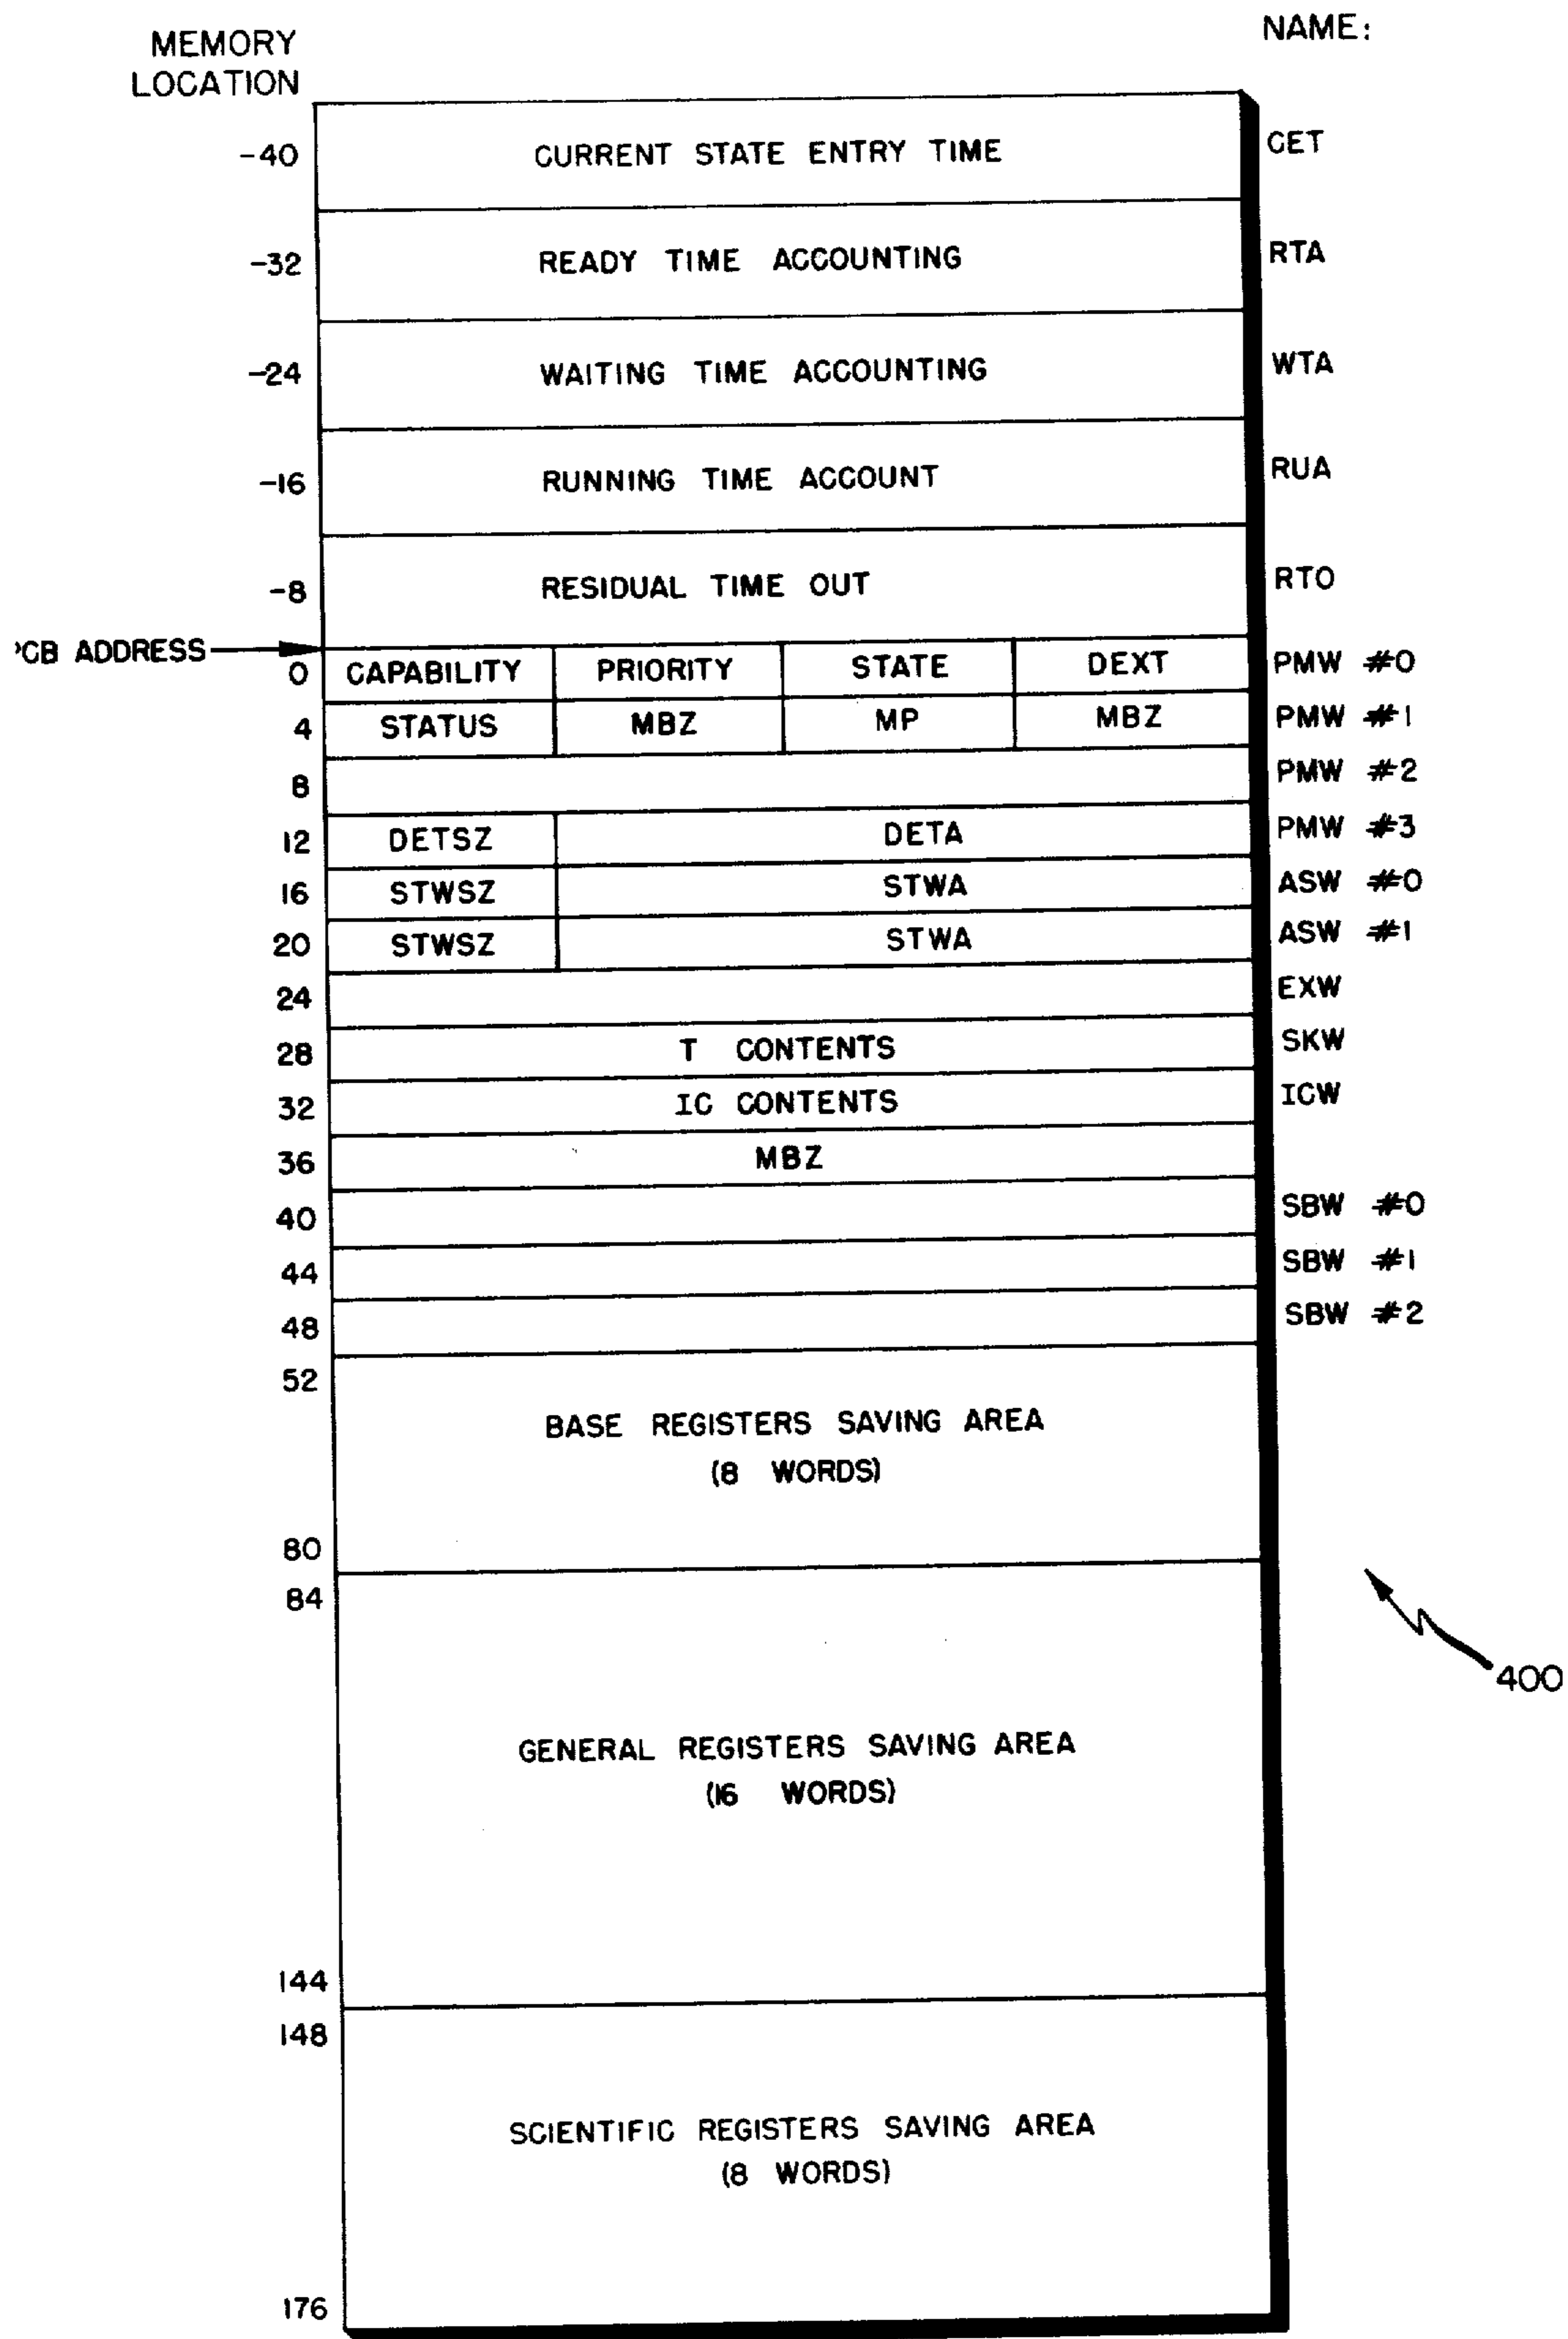 MEMORY
LOCATION
NAME:
-40 CURRENT STATE ENTRY TIME CET
-32 READY TIME ACCOUNTING RTA
-24 WAITING TIME ACCOUNTING WTA
-16 RUNNING TIME ACCOUNT RUA
-8 RESIDUAL TIME OUT RTO
CB ADDRESS
0 CAPABILITY PRIORITY STATE DEXT PMW #0
4 STATUS MBZ MP MBZ PMW #1
8 PMW #2
12 DETSZ DETA PMW #3
16 STWSZ STWA ASW #0
20 STWSZ STWA ASW #1
24 EXW
28 T CONTENTS SKW
32 IC CONTENTS ICW
36 MBZ
40 SBW #0
44 SBW #1
48 SBW #2
52
BASE REGISTERS SAVING AREA
(8 WORDS)
80
84
400
GENERAL REGISTERS SAVING AREA
(16 WORDS)
144
148
SCIENTIFIC REGISTERS SAVING AREA
(8 WORDS)
176